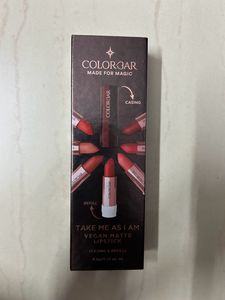 COLORBAR
MADE FOR MAGIC
CASING
REFILL
TAKE ME AS I AM
VEGAN MATTE
LIPSTICK